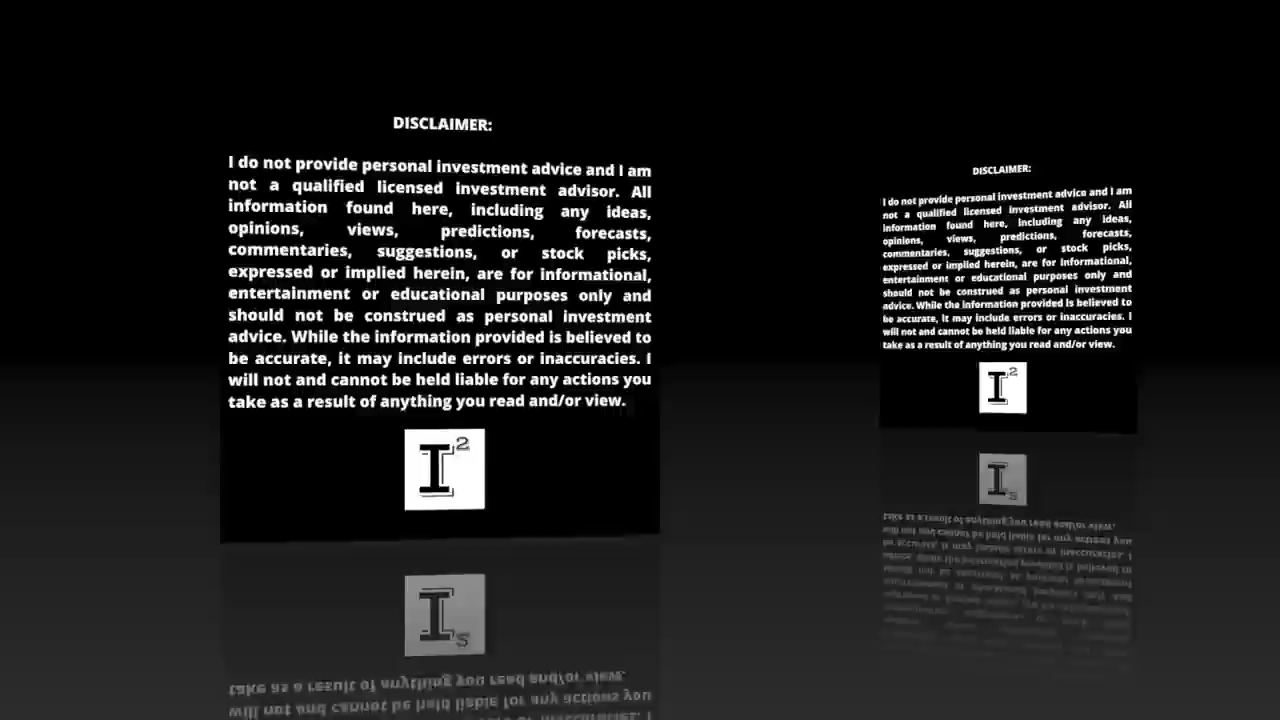 DISCLAIMER:
I do not provide personal investment advice and I am
not a qualified licensed investment advisor. All
information found here, including any ideas,
opinions, views, predictions, forecasts,
commentaries, suggestions, or stock picks,
expressed or implied herein, are for informational,
entertainment or educational purposes only and
should not be construed as personal investment
advice. While the information provided is believed to
be accurate, it may include errors or inaccuracies. I
will not and cannot be held liable for any actions you
take as a result of anything you read and/or view.
I²
DISCLAIMER:
I do not provide personal investment advice and I am
not a qualified licensed investment advisor. All
information found here, including any ideas,
opinions, views, predictions, forecasts,
commentaries, suggestions, or stock picks,
expressed or implied herein, are for informational,
entertainment or educational purposes only and
should not be construed as personal investment
advice. While the information provided is believed to
be accurate, it may include errors or inaccuracies. I
will not and cannot be held liable for any actions you
take as a result of anything you read and/or view.
I²